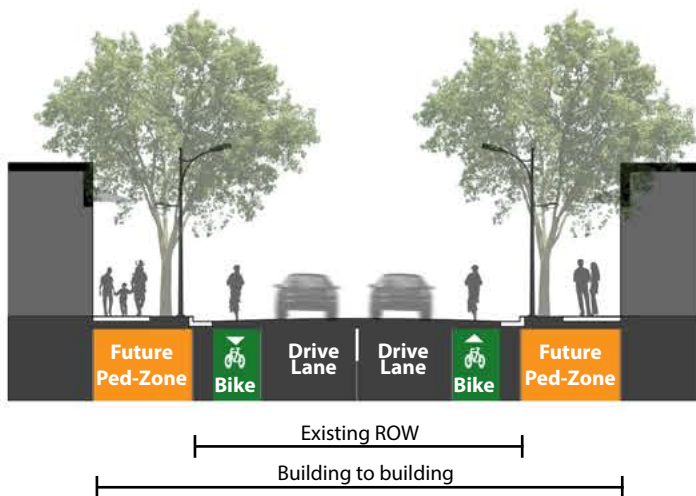 Future
Ped-Zone
Bike
Drive
Lane
Drive
Lane
Bike
Future
Ped-Zone
Existing ROW
Building to building